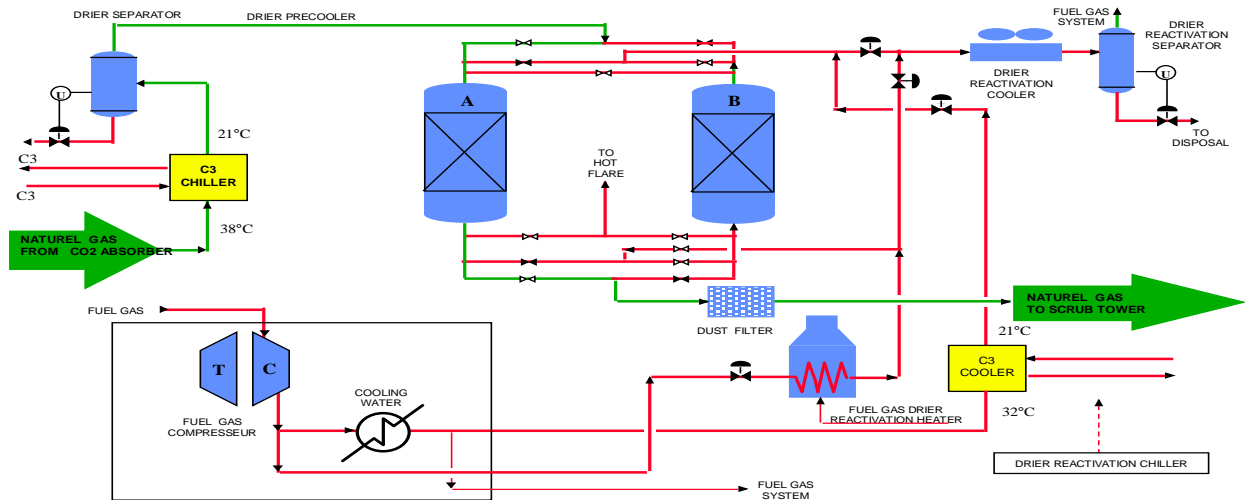 DRIER SEPARATOR
DRIER PRECOOLER
FUEL GAS
SYSTEM
DRIER
REACTIVATION
SEPARATOR
U
A
B
DRIER
REACTIVATION
COOLER
U
TO
DISPOSAL
21°C
C3
C3
CHILLER
C3
TO
HOT
FLARE
38°C
NATUREL GAS
FROM CO2 ABSORBER
FUEL GAS
NATUREL GAS
TO SCRUB TOWER
DUST FILTER
21°C
T
C
C3
COOLER
COOLING
WATER
FUEL GAS
COMPRESSEUR
FUEL GAS DRIER
REACTIVATION HEATER
32°C
DRIER REACTIVATION CHILLER
FUEL GAS
SYSTEM